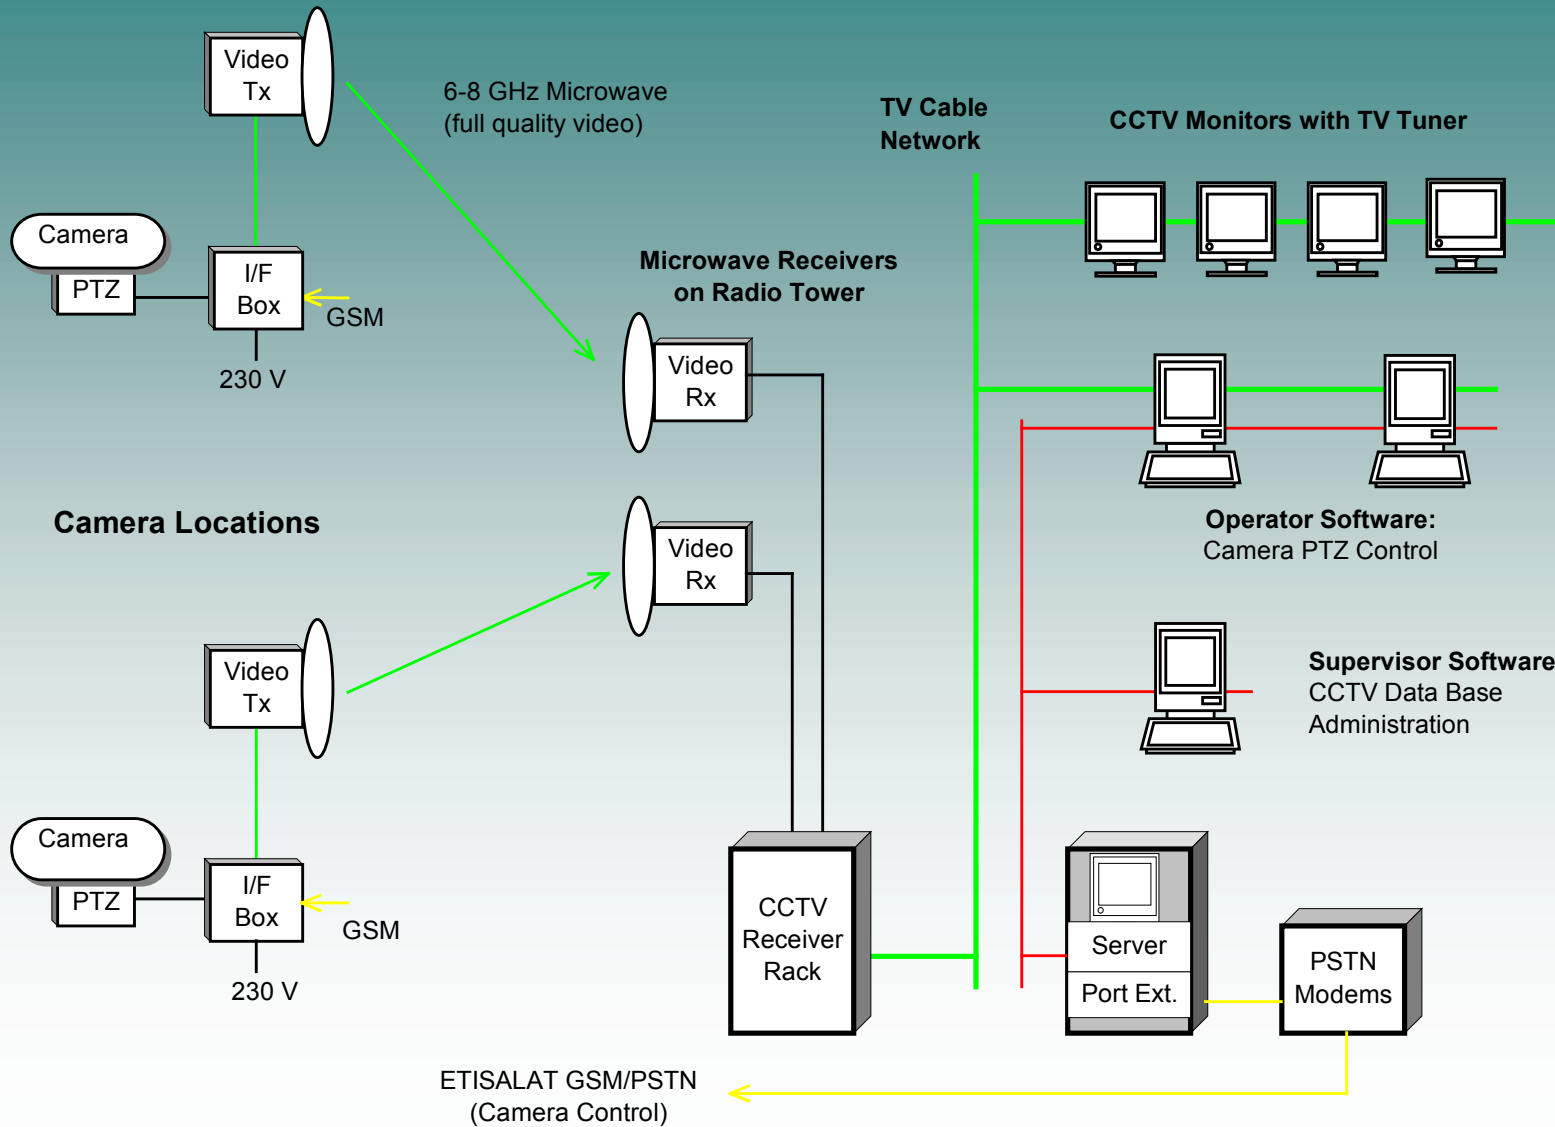 Video
Tx
6-8 GHz Microwave
(full quality video)
TV Cable
Network
CCTV Monitors with TV Tuner
Camera
PTZ
I/F
Box
GSM
230 V
Microwave Receivers
on Radio Tower
Video
Rx
Camera Locations
Video
Rx
Operator Software:
Camera PTZ Control
Video
Tx
Supervisor Software
CCTV Data Base
Administration
Camera
PTZ
I/F
Box
GSM
230 V
CCTV
Receiver
Rack
Server
Port Ext.
PSTN
Modems
ETISALAT GSM/PSTN
(Camera Control)